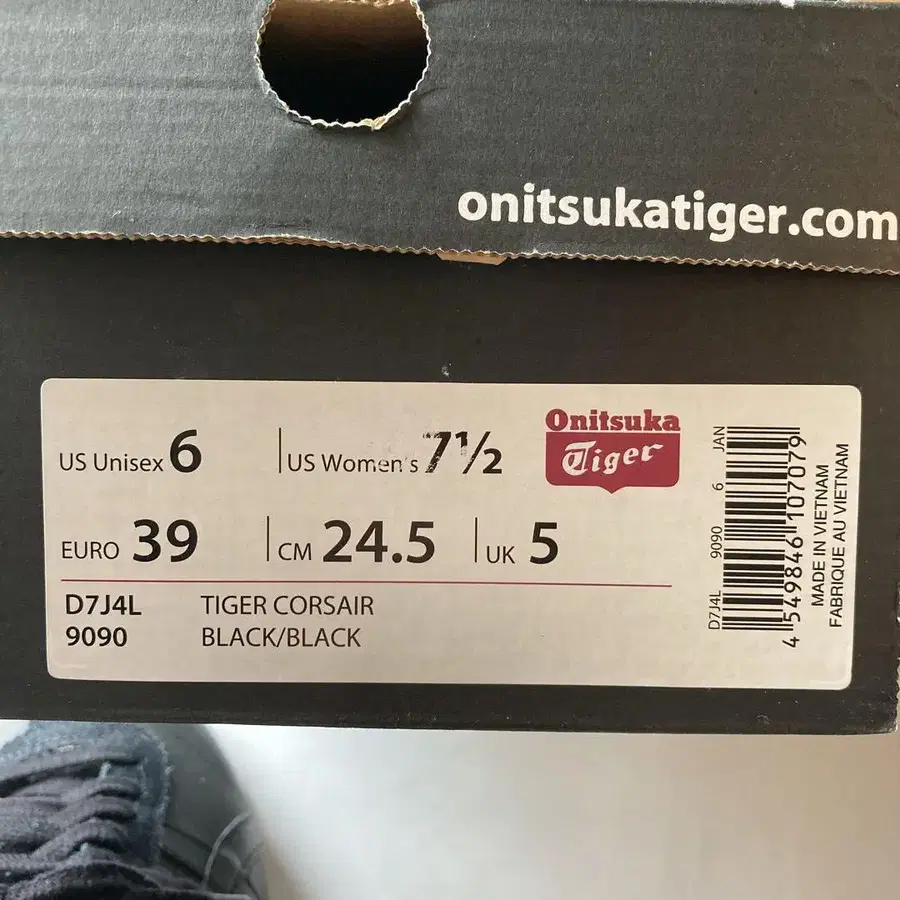 onitsukatiger.com
US Unisex 6 US Women's 7½
Onitsuka
Tiger
EURO 39 CM 24.5 UK 5
D7J4L TIGER CORSAIR
9090 BLACK/BLACK
D7J4L 9090 6 JAN
4 549846 107079
MADE IN VIETNAM
FABRIQUE AU VIETNAM